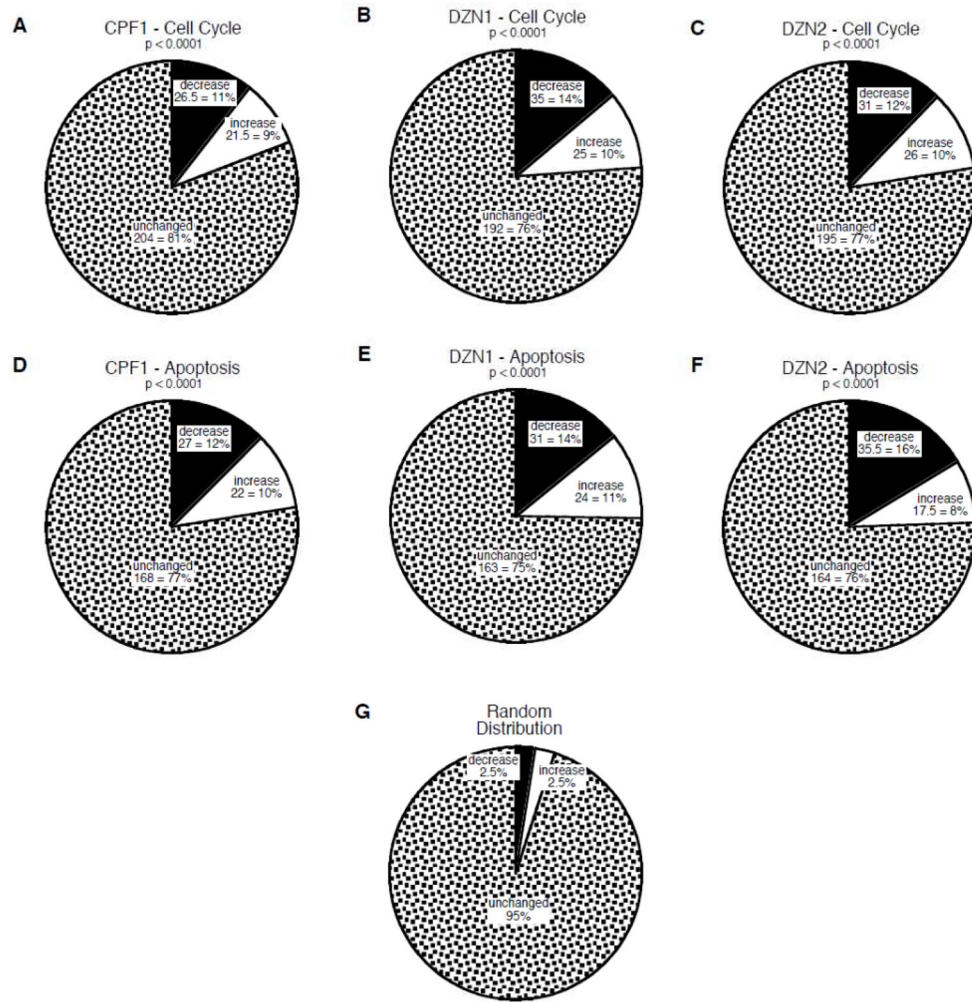 A
CPF1 - Cell Cycle
p < 0.0001
decrease
26.5 = 11%
increase
21.5 = 9%
unchanged
204 = 81%
B
DZN1 - Cell Cycle
p < 0.0001
decrease
35 = 14%
increase
25 = 10%
unchanged
192 = 76%
C
DZN2 - Cell Cycle
p < 0.0001
decrease
31 = 12%
increase
26 = 10%
unchanged
195 = 77%
D
CPF1 - Apoptosis
p < 0.0001
decrease
27 = 12%
increase
22 = 10%
unchanged
168 = 77%
E
DZN1 - Apoptosis
p < 0.0001
decrease
31 = 14%
increase
24 = 11%
unchanged
163 = 75%
F
DZN2 - Apoptosis
p < 0.0001
decrease
35.5 = 16%
increase
17.5 = 8%
unchanged
164 = 76%
G
Random
Distribution
decrease
2.5%
increase
2.5%
unchanged
95%